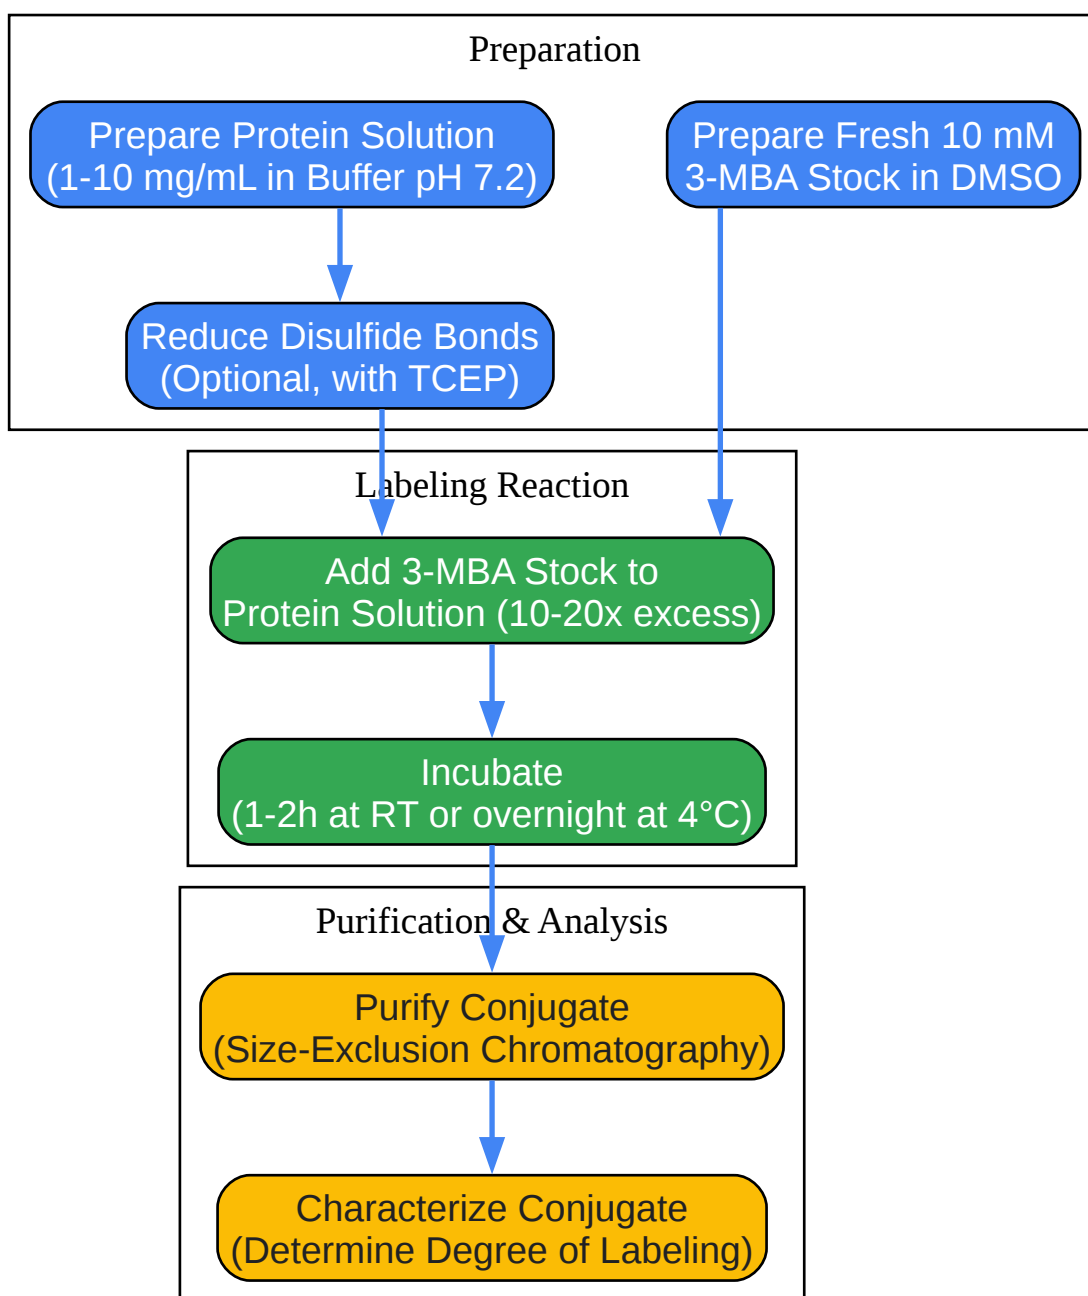 Preparation
Prepare Protein Solution
(1-10 mg/mL in Buffer pH 7.2)
Prepare Fresh 10 mM
3-MBA Stock in DMSO
Reduce Disulfide Bonds
(Optional, with TCEP)
Labeling Reaction
Add 3-MBA Stock to
Protein Solution (10-20x excess)
Incubate
(1-2h at RT or overnight at 4°C)
Purification & Analysis
Purify Conjugate
(Size-Exclusion Chromatography)
Characterize Conjugate
(Determine Degree of Labeling)